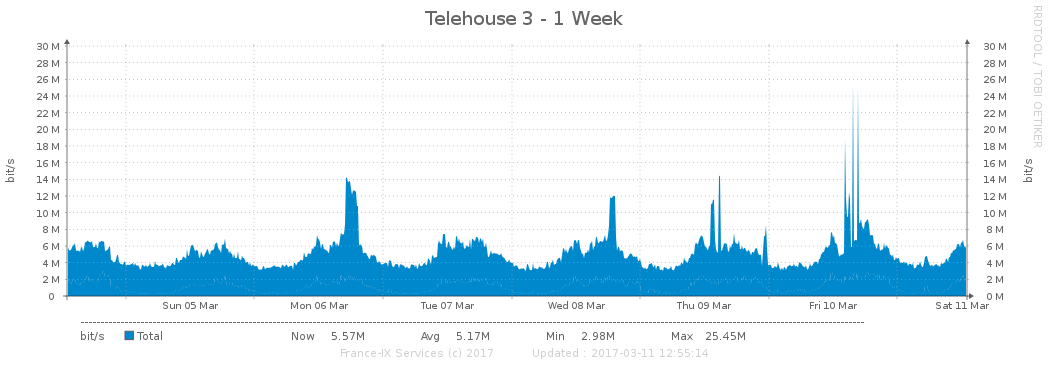 Telehouse 3 - 1 Week
RRDTOOL / TOBI OETIKER
bit/s
30 M 30 M
28 M 28 M
26 M 26 M
24 M 24 M
22 M 22 M
20 M 20 M
18 M 18 M
16 M 16 M
14 M 14 M
12 M 12 M
10 M 10 M
8 M 8 M
6 M 6 M
4 M 4 M
2 M 2 M
0 0 M
bit/s
Sun 05 Mar Mon 06 Mar Tue 07 Mar Wed 08 Mar Thu 09 Mar Fri 10 Mar Sat 11 Mar
bit/s Total Now 5.57M Avg 5.17M Min 2.98M Max 25.45M
France-IX Services (c) 2017 Updated : 2017-03-11 12:55:14